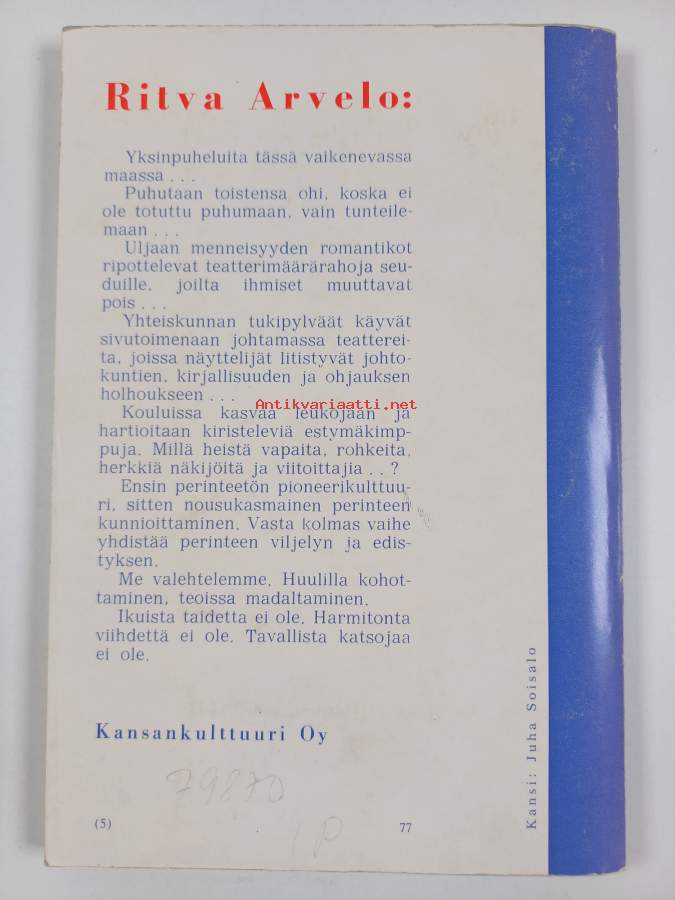 Ritva Arvelo:
Yksinpuheluita tässä vaikenevassa
maassa . . .
Puhutaan toistensa ohi, koska ei
ole totuttu puhumaan, vain tunteile-
maan . . .
Uljaan menneisyyden romantikot
ripottelevat teatterimäärärahoja seu-
duille, joilta ihmiset muuttavat
pois . . .
Yhteiskunnan tukipylväät käyvät
sivutoimenaan johtamassa teatterei-
ta, joissa näyttelijät litistyvät johto-
kuntien, kirjallisuuden ja ohjauksen
holhoukseen . . .
Antikvariaatti.net
Kouluissa kasvaa leukojaan ja
hartioitaan kiristeleviä estymäkimp-
puja. Millä heistä vapaita, rohkeita,
herkkiä näkijöitä ja viitoittajia . . ?
Ensin perinteetön pioneerikulttuu-
ri, sitten nousukasmainen perinteen
kunnioittaminen. Vasta kolmas vaihe
yhdistää perinteen viljelyn ja edis-
tyksen.
Me valehtelemme. Huulilla kohot-
taminen, teoissa madaltaminen.
Ikuista taidetta ei ole. Harmitonta
viihdettä ei ole. Tavallista katsojaa
ei ole.
Kansankulttuuri Oy
79870
p
(5) 77
Kansi: Juha Soisalo